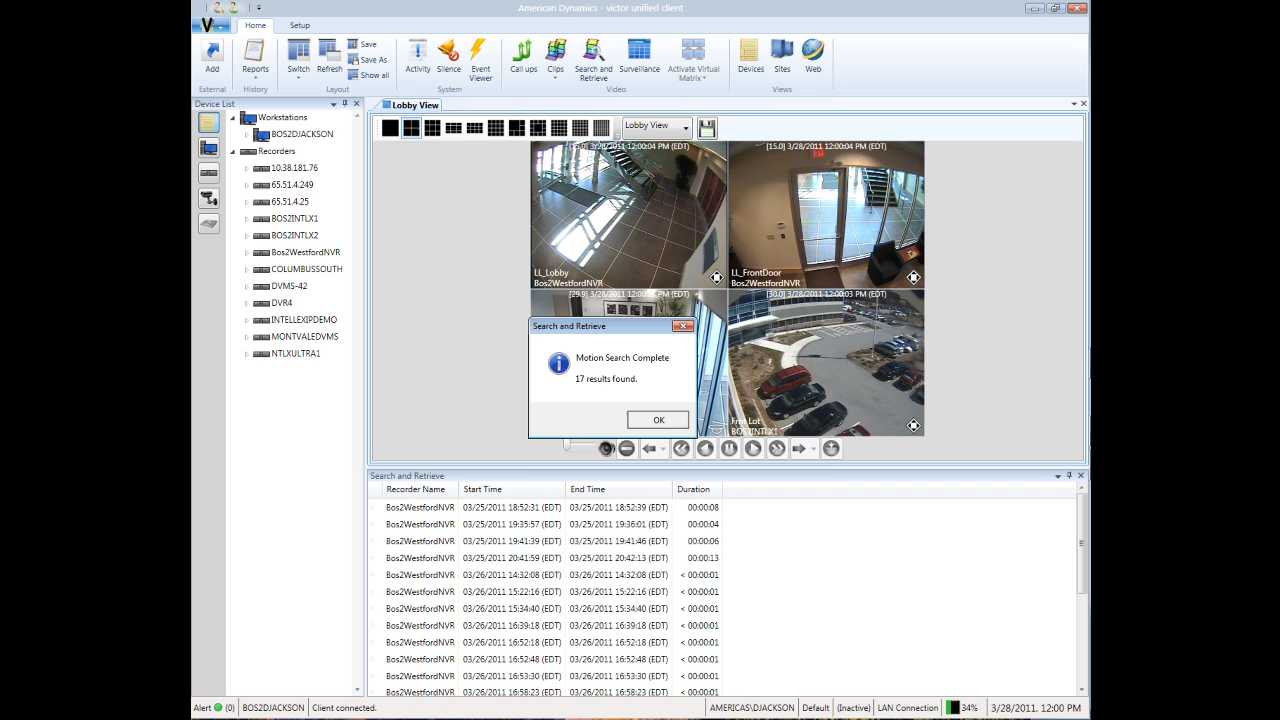 American Dynamics - victor unified client
Home Setup
Add
Reports
Switch
Refresh
Save
Save As
Show all
Activity
Silence
Event Viewer
Call ups
Clips
Search and Retrieve
Surveillance
Activate Virtual Matrix
Devices
Sites
Web
External History Layout System Video Views
Device List
Workstations
BOS2DJACKSON
Recorders
10.38.181.76
65.51.4.249
65.51.4.25
BOS2INTLX1
BOS2INTLX2
Bos2WestfordNVR
COLUMBUSSOUTH
DVMS-42
DVR4
INTELLEXIPDEMO
MONTVALEDVMS
NTLXULTRA1
Lobby View
Lobby View
[15.0] 3/28/2011 12:00:04 PM (EDT)
LL_Lobby
Bos2WestfordNVR
[15.0] 3/28/2011 12:00:04 PM (EDT)
LL_FrontDoor
Bos2WestfordNVR
[29.9] 3/28/2011 12:00:03 PM (EDT)
[30.0] 3/28/2011 12:00:03 PM (EDT)
Frnt Lot
BOS2INTLX1
Search and Retrieve
Motion Search Complete
17 results found.
OK
Search and Retrieve
Recorder Name Start Time End Time Duration
Bos2WestfordNVR 03/25/2011 18:52:31 (EDT) 03/25/2011 18:52:39 (EDT) 00:00:08
Bos2WestfordNVR 03/25/2011 19:35:57 (EDT) 03/25/2011 19:36:01 (EDT) 00:00:04
Bos2WestfordNVR 03/25/2011 19:41:39 (EDT) 03/25/2011 19:41:46 (EDT) 00:00:06
Bos2WestfordNVR 03/25/2011 20:41:59 (EDT) 03/25/2011 20:42:13 (EDT) 00:00:13
Bos2WestfordNVR 03/26/2011 14:32:08 (EDT) 03/26/2011 14:32:08 (EDT) < 00:00:01
Bos2WestfordNVR 03/26/2011 15:22:16 (EDT) 03/26/2011 15:22:16 (EDT) < 00:00:01
Bos2WestfordNVR 03/26/2011 15:34:40 (EDT) 03/26/2011 15:34:40 (EDT) < 00:00:01
Bos2WestfordNVR 03/26/2011 16:39:18 (EDT) 03/26/2011 16:39:18 (EDT) < 00:00:01
Bos2WestfordNVR 03/26/2011 16:52:18 (EDT) 03/26/2011 16:52:18 (EDT) < 00:00:01
Bos2WestfordNVR 03/26/2011 16:52:48 (EDT) 03/26/2011 16:52:48 (EDT) < 00:00:01
Bos2WestfordNVR 03/26/2011 16:53:30 (EDT) 03/26/2011 16:53:30 (EDT) < 00:00:01
Bos2WestfordNVR 03/26/2011 16:58:23 (EDT) 03/26/2011 16:58:23 (EDT) < 00:00:01
Alert (0) BOS2DJACKSON Client connected. AMERICAS\DJACKSON Default (Inactive) LAN Connection 34% 3/28/2011, 12:00 PM